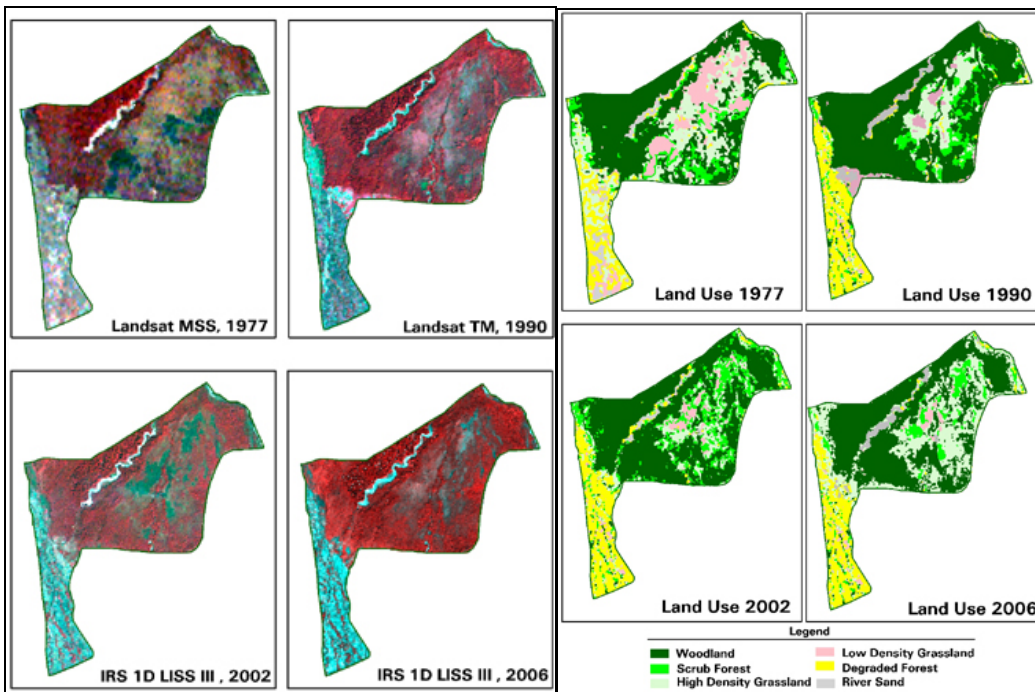 Landsat MSS, 1977
Landsat TM, 1990
IRS 1D LISS III , 2002
IRS 1D LISS III , 2006
Land Use 1977
Land Use 1990
Land Use 2002
Land Use 2006
Legend
Woodland
Scrub Forest
High Density Grassland
Low Density Grassland
Degraded Forest
River Sand